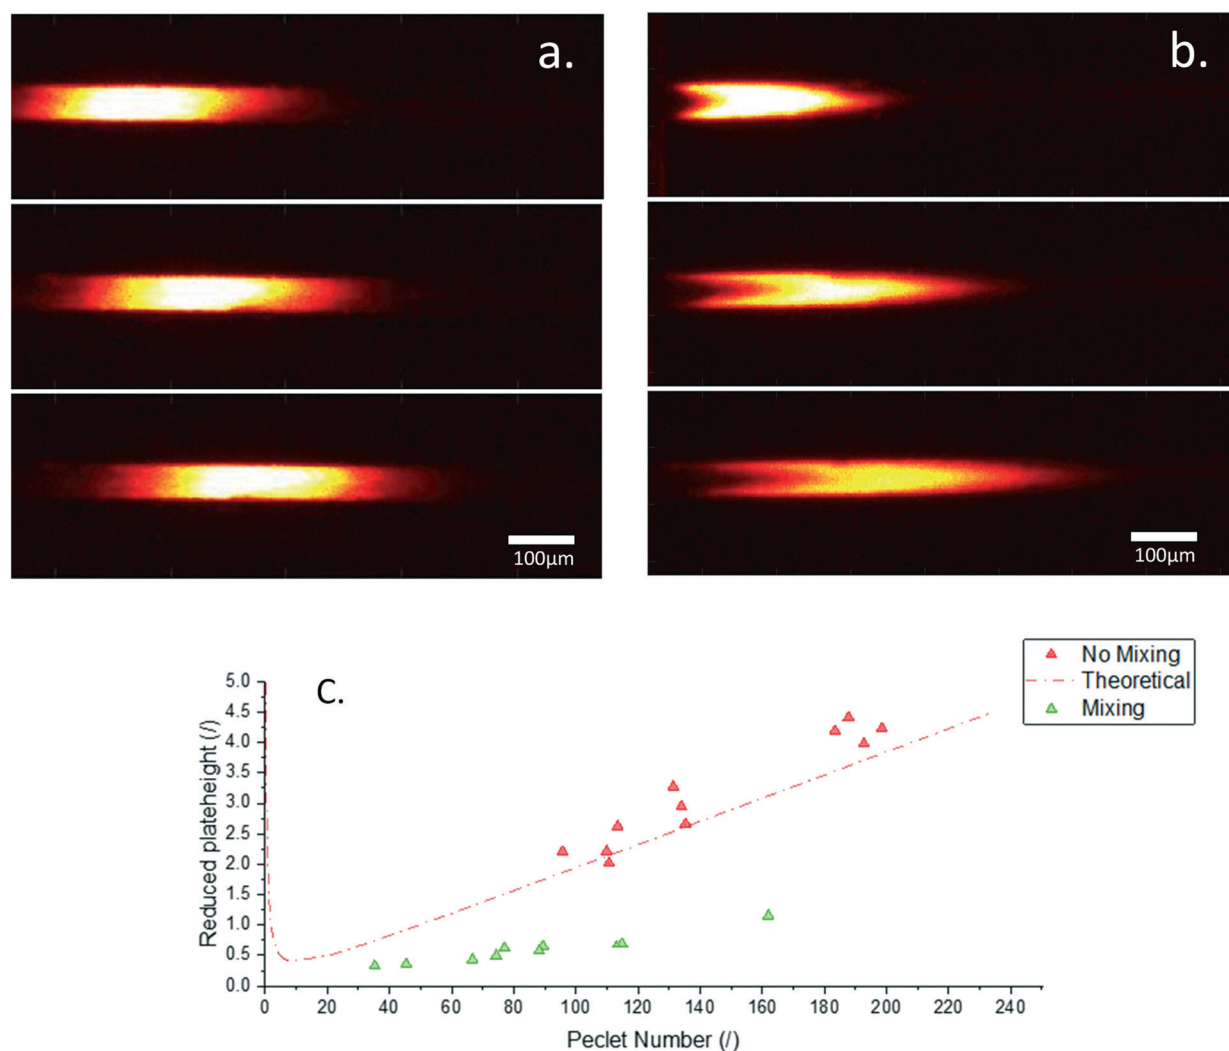 a.
b.
100µm
100µm
c.
No Mixing
Theoretical
Mixing
Reduced plateheight (/)
5.0
4.5
4.0
3.5
3.0
2.5
2.0
1.5
1.0
0.5
0.0
0 20 40 60 80 100 120 140 160 180 200 220 240
Peclet Number (/)